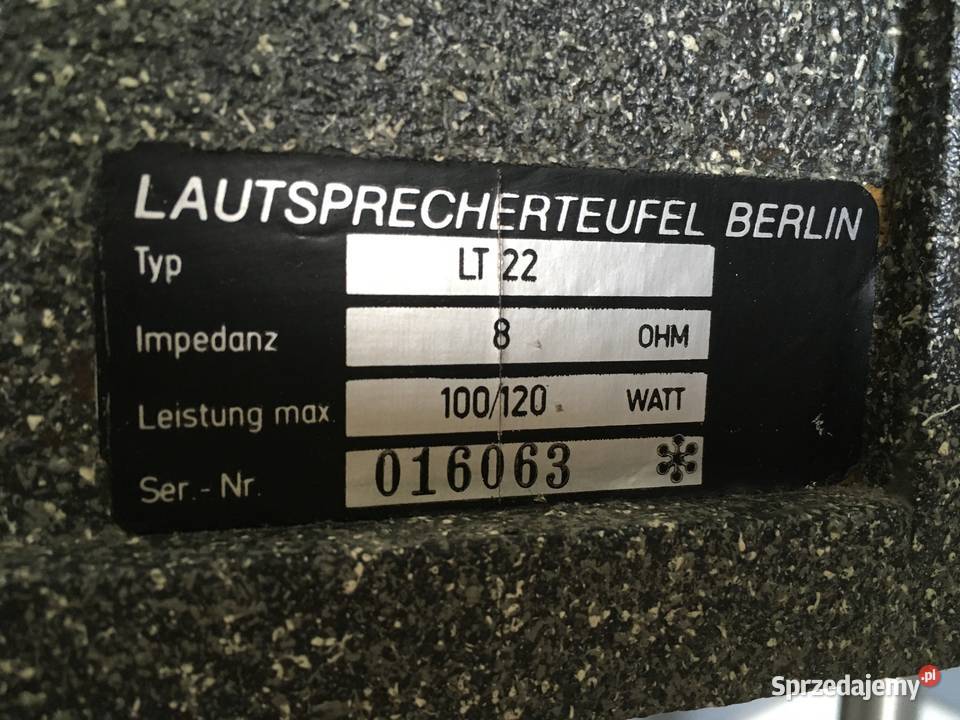 LAUTSPRECHERTEUFEL BERLIN
Typ LT 22
Impedanz 8 OHM
Leistung max 100/120 WATT
Ser.-Nr. 016063
Sprzedajemy.pl